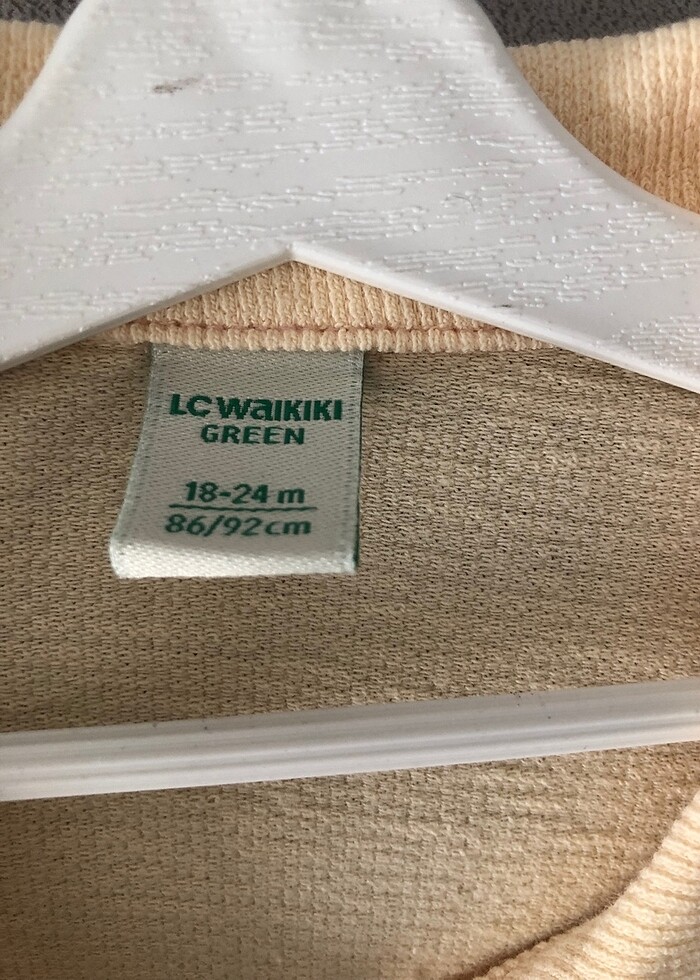 LC WAIKIKI
GREEN
18-24 m
86/92cm